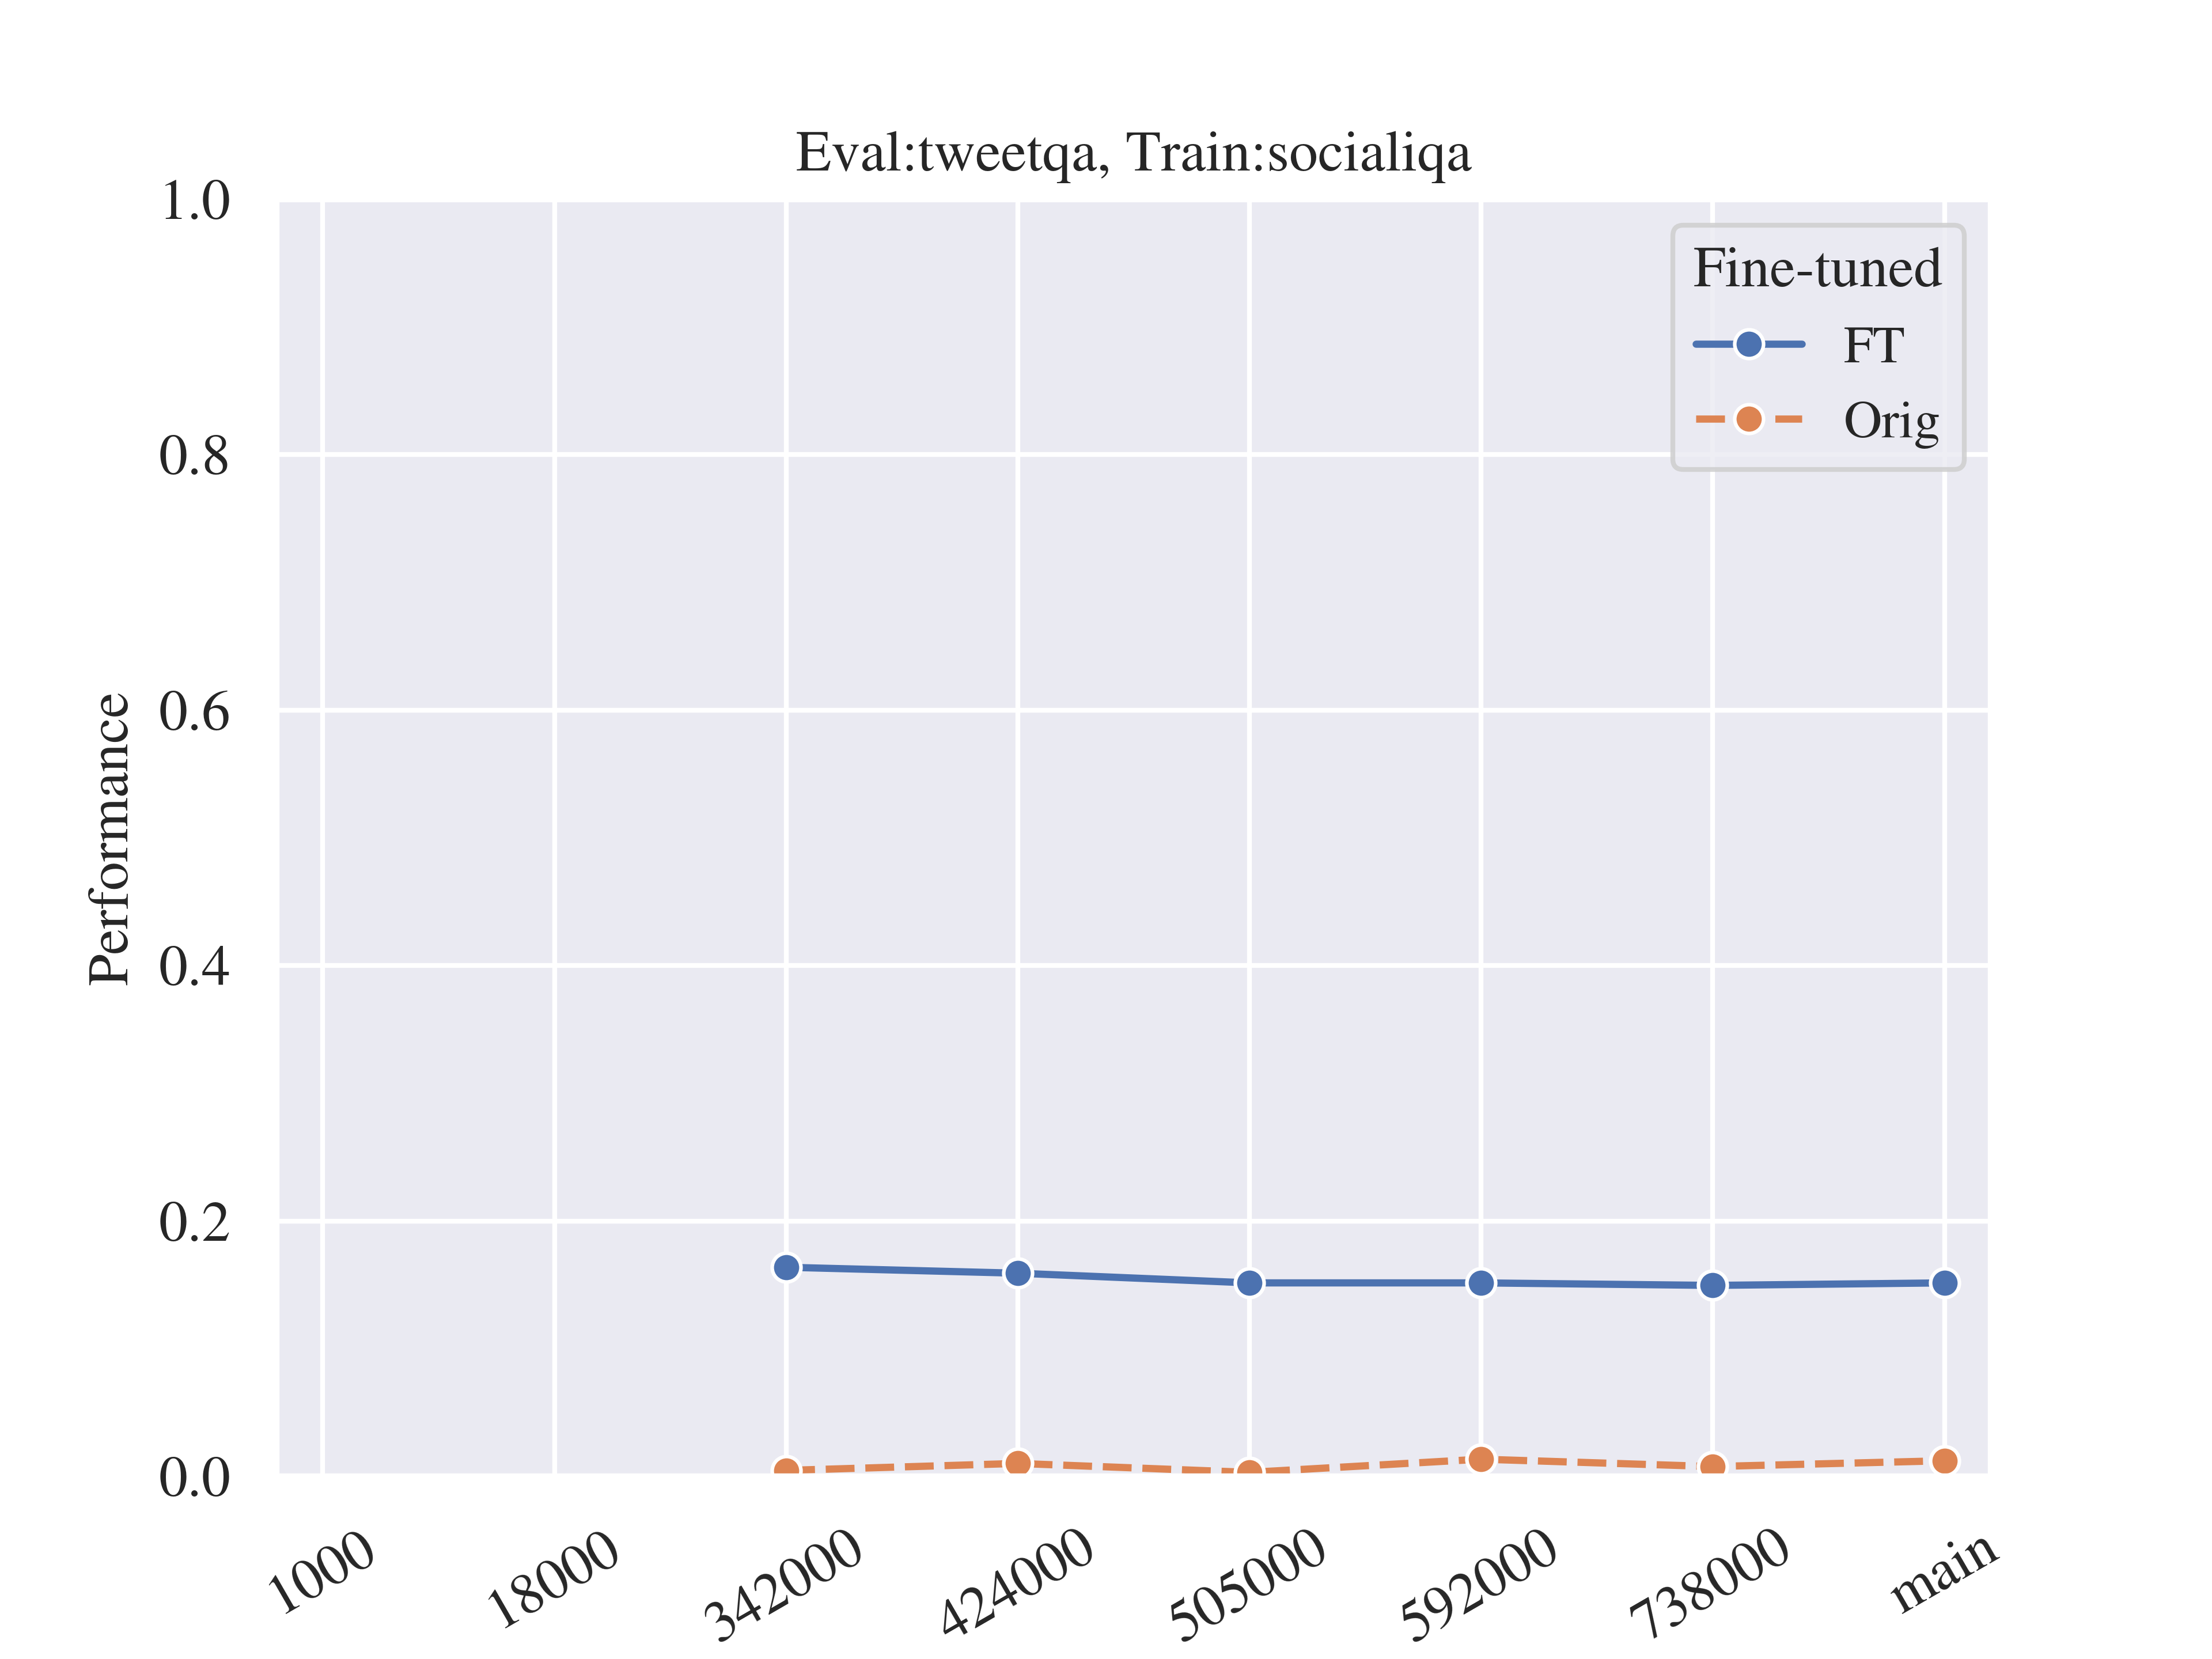 Eval:tweetqa, Train:socialiqa
1.0
0.8
0.6
0.4
0.2
0.0
Performance
Fine-tuned
FT
Orig
1000
18000
342000
424000
505000
592000
738000
main